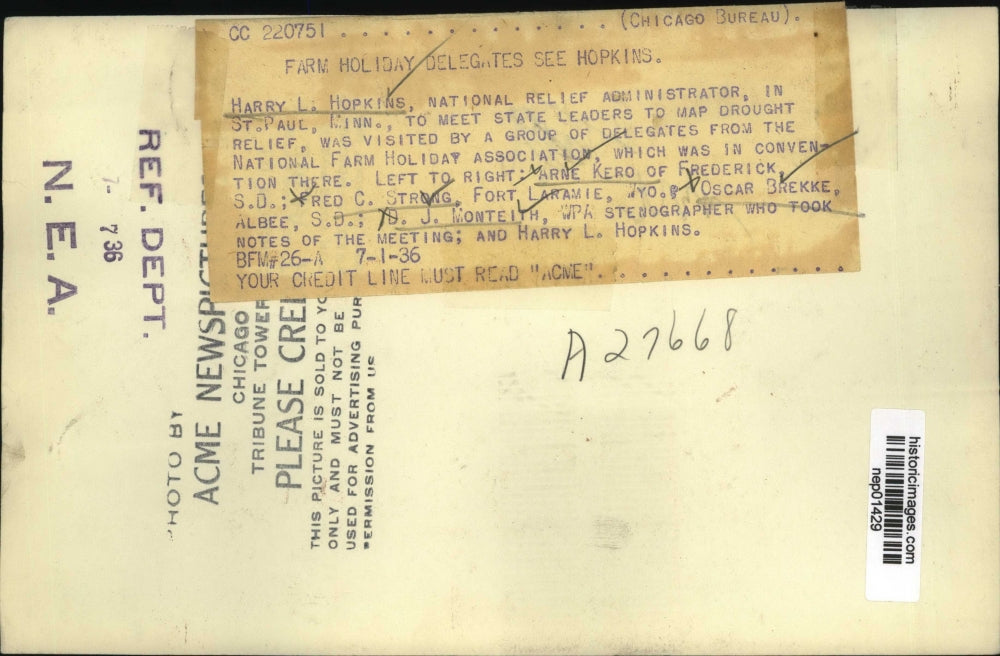 CC 220751 . . . . . . . . . . . . . (CHICAGO BUREAU).
FARM HOLIDAY DELEGATES SEE HOPKINS.
HARRY L. HOPKINS, NATIONAL RELIEF ADMINISTRATOR, IN
ST.PAUL, MINN., TO MEET STATE LEADERS TO MAP DROUGHT
RELIEF, WAS VISITED BY A GROUP OF DELEGATES FROM THE
NATIONAL FARM HOLIDAY ASSOCIATION, WHICH WAS IN CONVEN-
TION THERE. LEFT TO RIGHT: ARNE KERO OF FREDERICK,
S.D.; FRED C. STRONG, FORT LARAMIE, WYO.; OSCAR BREKKE,
ALBEE, S.D.; D. J. MONTEITH, WPA STENOGRAPHER WHO TOOK
NOTES OF THE MEETING; AND HARRY L. HOPKINS.
BFM#26-A 7-1-36
YOUR CREDIT LINE MUST READ "ACME". . . . . . . . . . . .
REF. DEPT.
7- 736
N. E. A.
PHOTO BY
ACME NEWSPICTURES
CHICAGO
TRIBUNE TOWER
PLEASE CREDI
THIS PICTURE IS SOLD TO YO
ONLY AND MUST NOT BE
USED FOR ADVERTISING PUR
PERMISSION FROM US
A27668
historicimages.com
nep01429